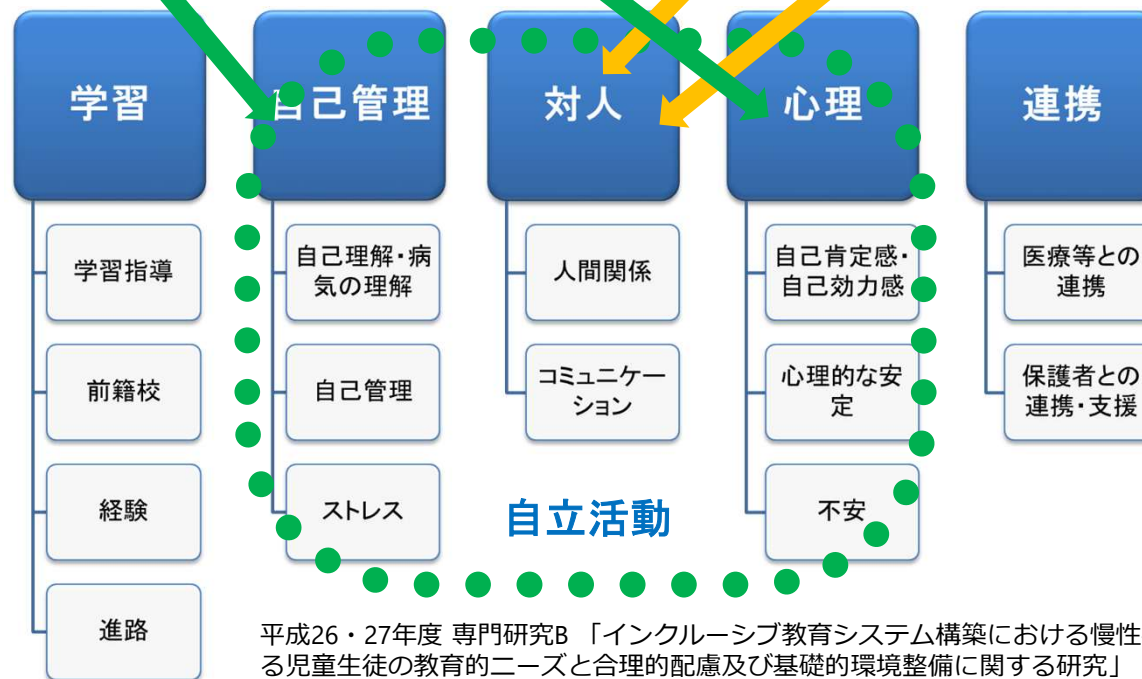 学習
学習指導
前籍校
経験
進路
自己管理
自己理解・病
気の理解
自己管理
ストレス
対人
人間関係
コミュニケー
ション
心理
自己肯定感・
自己効力感
心理的な安
定
不安
連携
医療等との
連携
保護者との
連携・支援
自立活動
平成26・27年度 専門研究B 「インクルーシブ教育システム構築における慢性
る児童生徒の教育的ニーズと合理的配慮及び基礎的環境整備に関する研究」